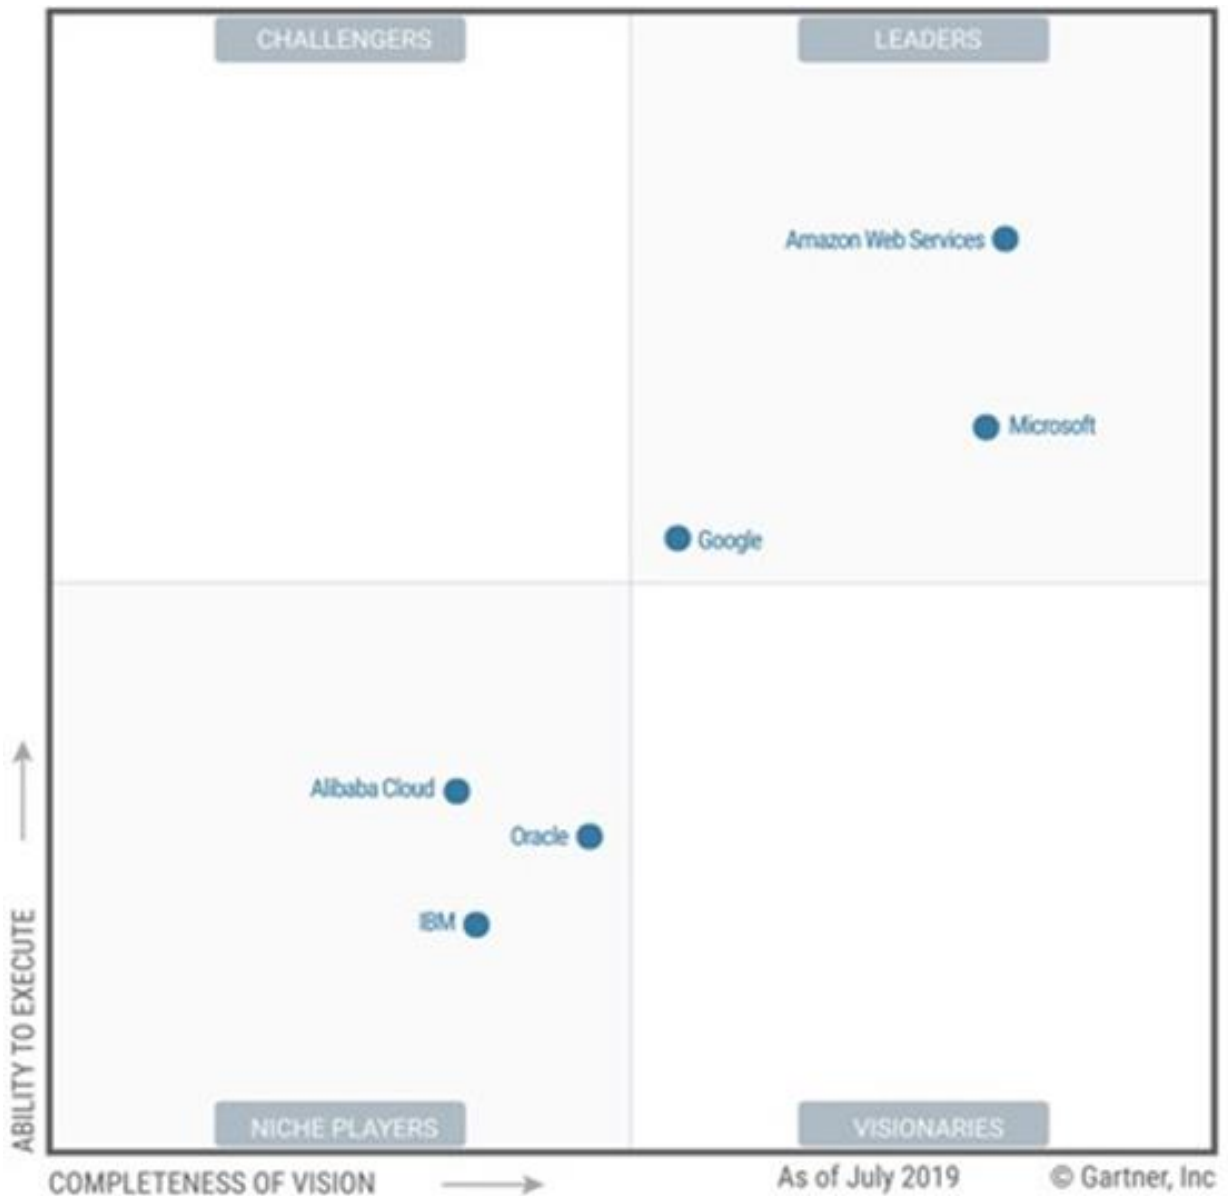 CHALLENGERS
LEADERS
Amazon Web Services
Microsoft
Google
Alibaba Cloud
Oracle
IBM
ABILITY TO EXECUTE
NICHE PLAYERS
VISIONARIES
COMPLETENESS OF VISION
As of July 2019
© Gartner, Inc